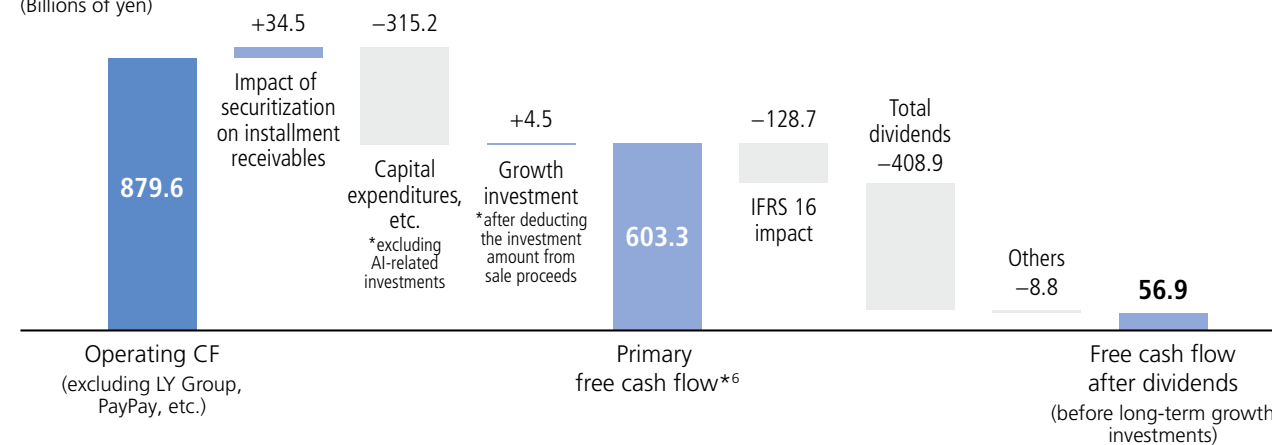 (Billions of yen)
+34.5
−315.2
Impact of
securitization
on installment
receivables
879.6
Capital
expenditures,
etc.
*excluding
AI-related
investments
+4.5
Growth
investment
*after deducting
the investment
amount from
sale proceeds
603.3
−128.7
IFRS 16
impact
Total
dividends
−408.9
Others
−8.8
56.9
Operating CF
(excluding LY Group,
PayPay, etc.)
Primary
free cash flow*6
Free cash flow
after dividends
(before long-term growth
investments)